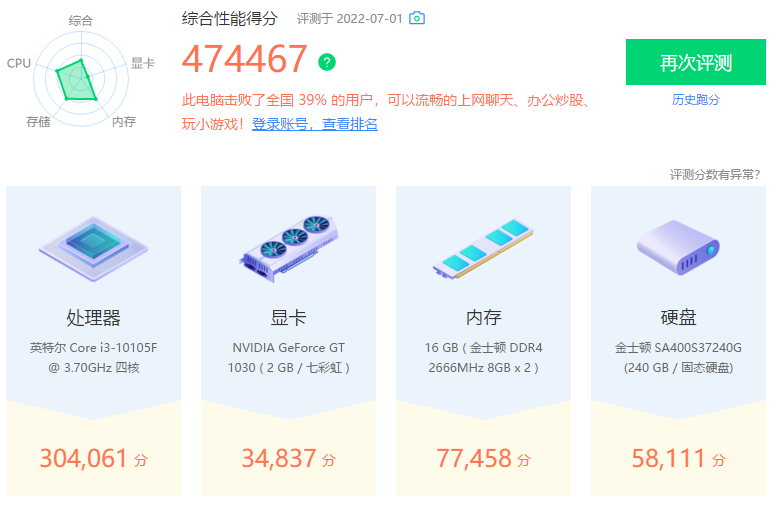 综合
CPU
显卡
存储
内存
综合性能得分 评测于 2022-07-01
474467 ?
此电脑击败了全国 39% 的用户，可以流畅的上网聊天、办公炒股、
玩小游戏！登录账号，查看排名
再次评测
历史跑分
评测分数有异常？
处理器
英特尔 Core i3-10105F
@ 3.70GHz 四核
304,061 分
显卡
NVIDIA GeForce GT
1030 ( 2 GB / 七彩虹 )
34,837 分
内存
16 GB ( 金士顿 DDR4
2666MHz 8GB x 2 )
77,458 分
硬盘
金士顿 SA400S37240G
(240 GB / 固态硬盘)
58,111 分